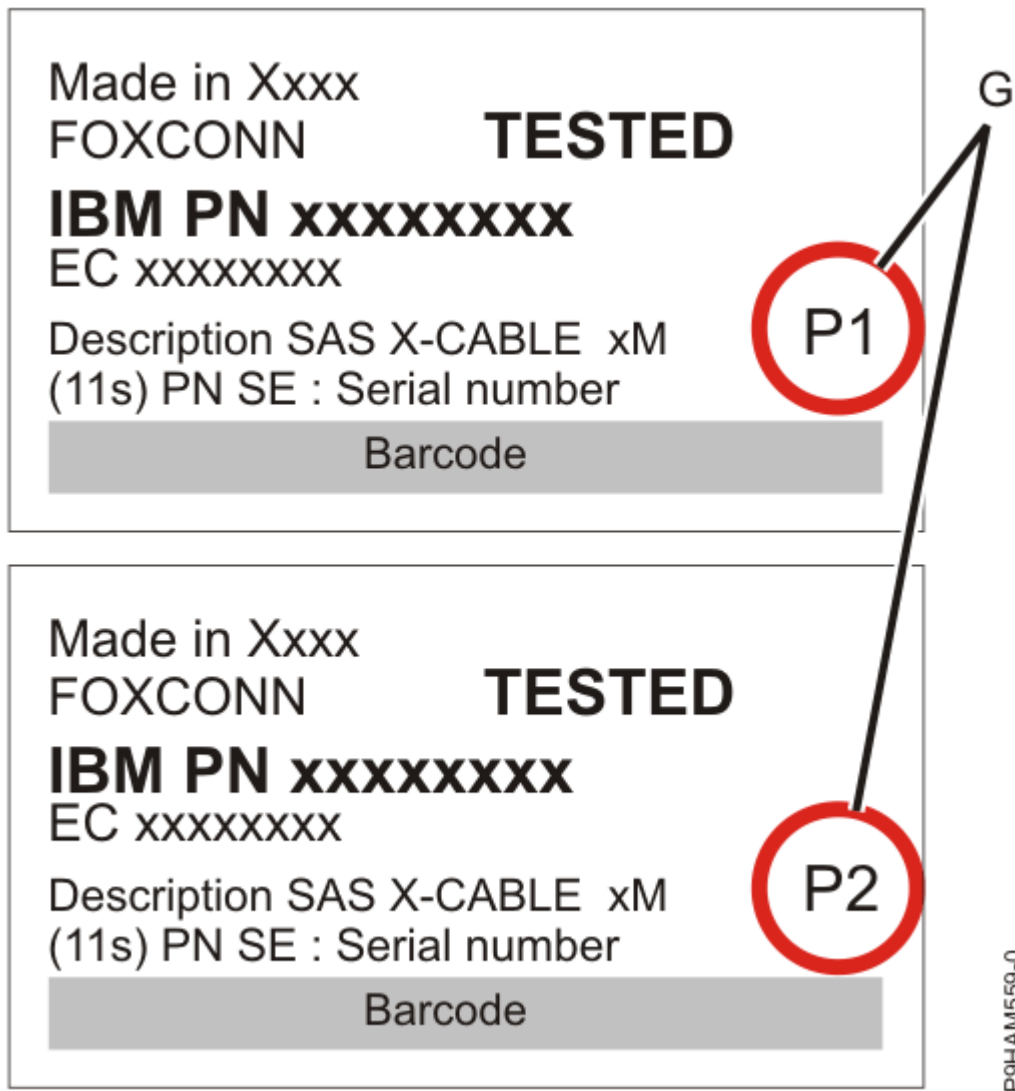 Made in Xxxx
FOXCONN TESTED
IBM PN xxxxxxxx
EC xxxxxxxx
Description SAS X-CABLE xM
(11s) PN SE : Serial number
Barcode
P1
G
Made in Xxxx
FOXCONN TESTED
IBM PN xxxxxxxx
EC xxxxxxxx
Description SAS X-CABLE xM
(11s) PN SE : Serial number
Barcode
P2
P9HAM559-0